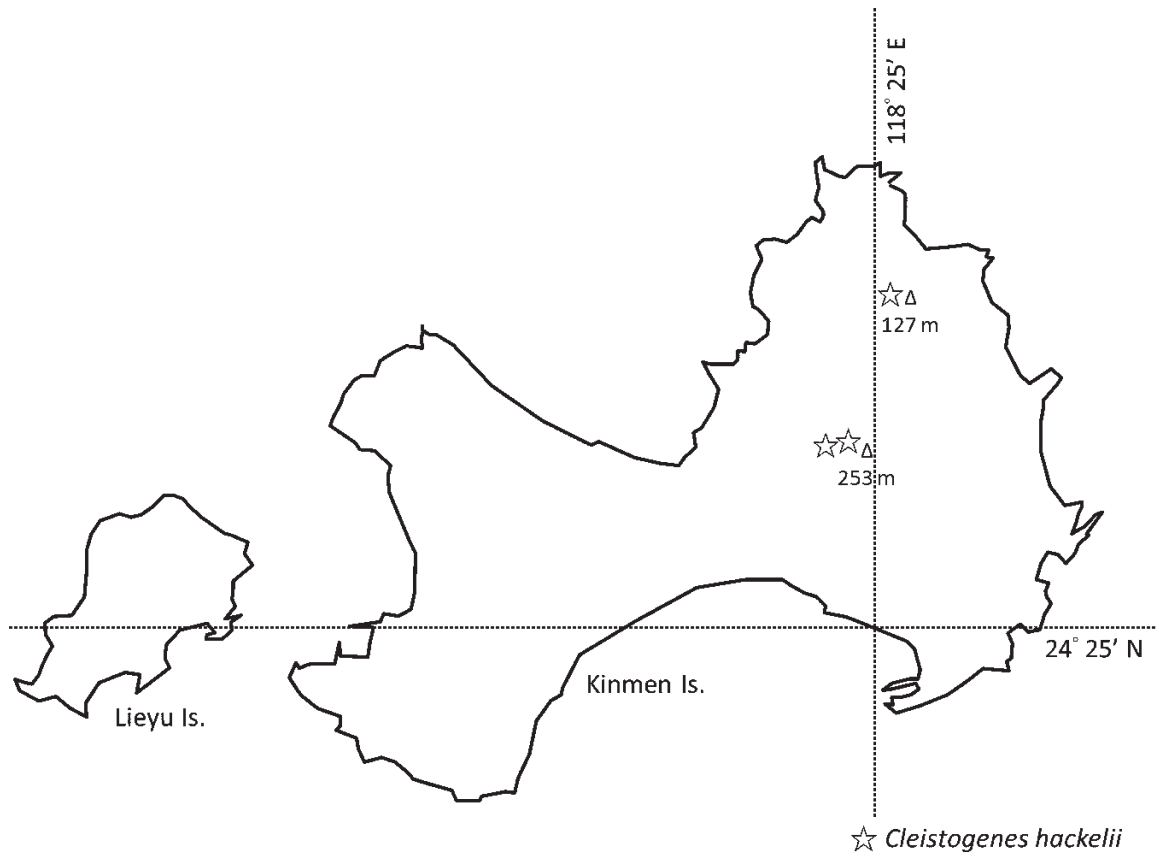 118° 25′ E
☆Δ
127 m
☆☆Δ
253 m
24° 25′ N
Kinmen Is.
Lieyu Is.
☆ Cleistogenes hackelii